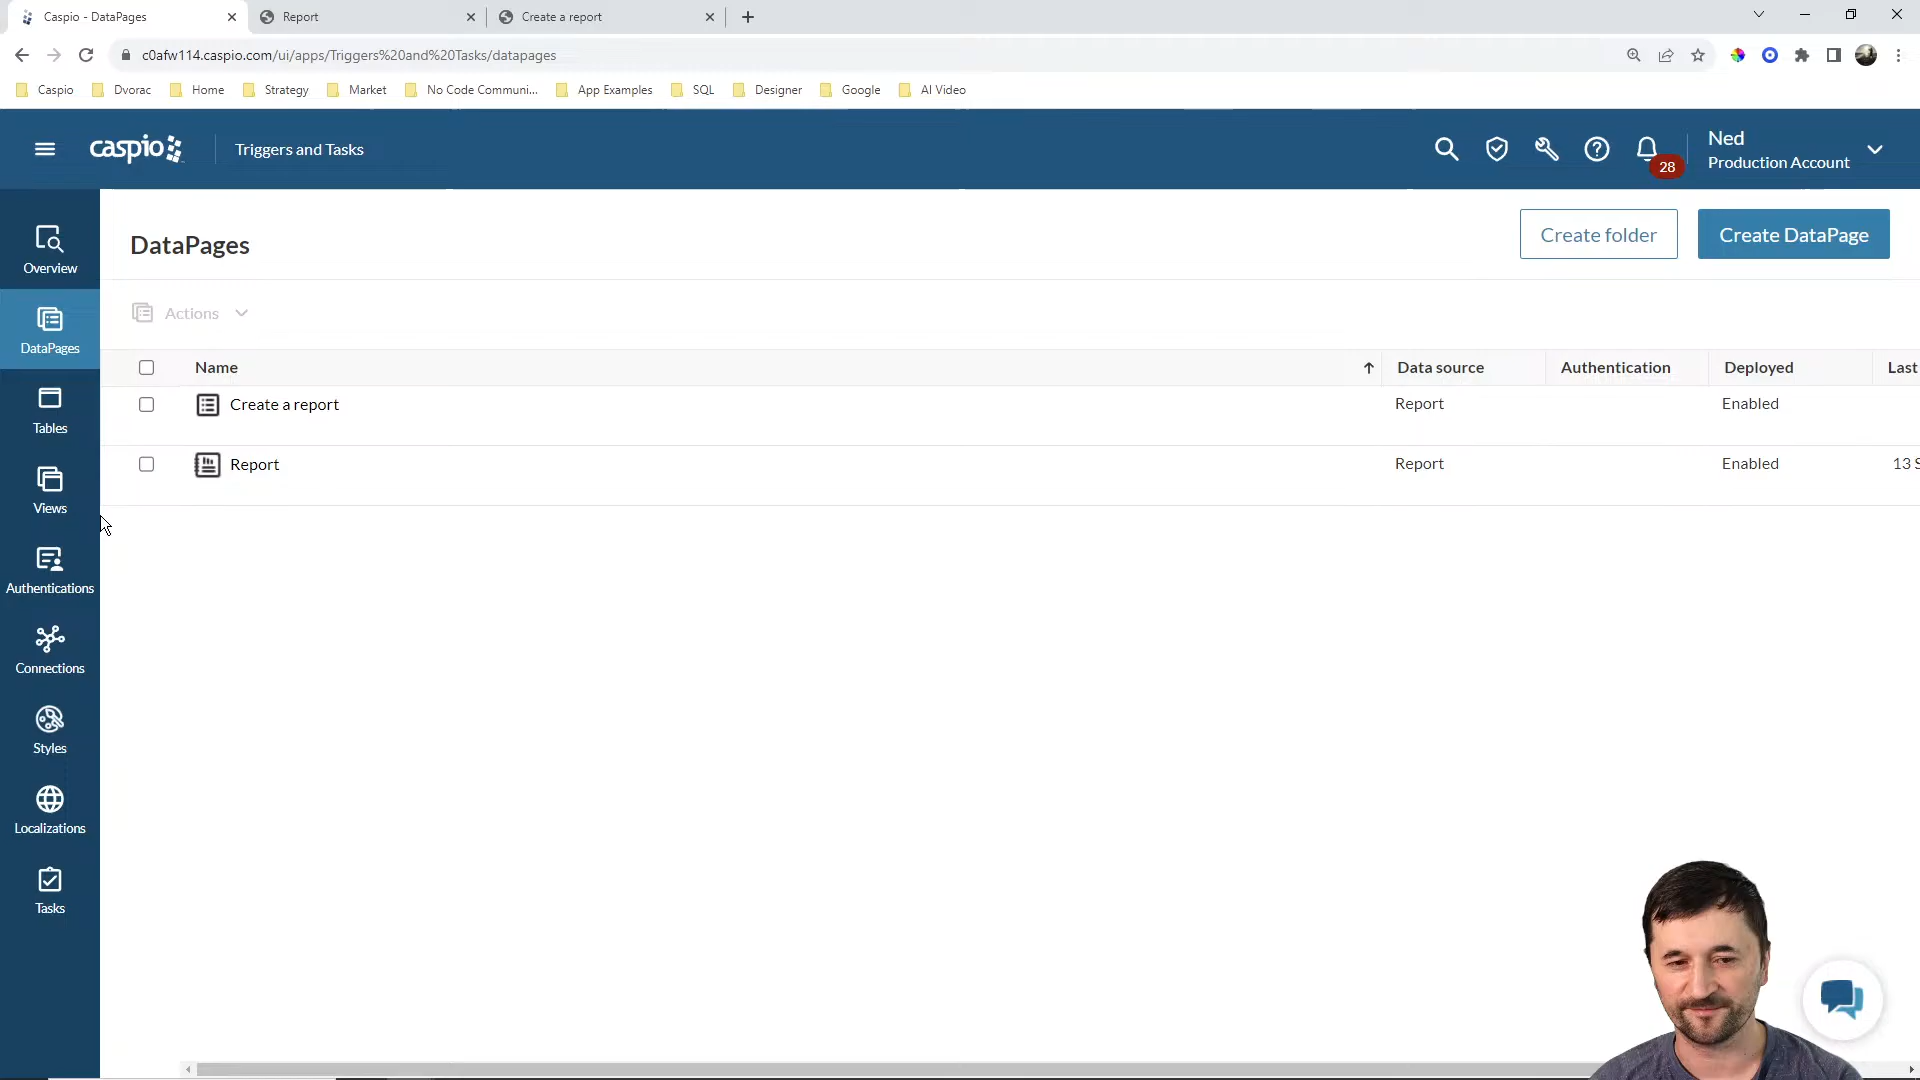 Caspio - DataPages
Report
Create a report
c0afw114.caspio.com/ui/apps/Triggers%20and%20Tasks/datapages
Caspio
Dvorac
Home
Strategy
Market
No Code Communi...
App Examples
SQL
Designer
Google
AI Video
caspio
Triggers and Tasks
28
Ned
Production Account
Overview
DataPages
Tables
Views
Authentications
Connections
Styles
Localizations
Tasks
DataPages
Create folder
Create DataPage
Actions
Name
Data source
Authentication
Deployed
Last
Create a report
Report
Enabled
Report
Report
Enabled
13 S